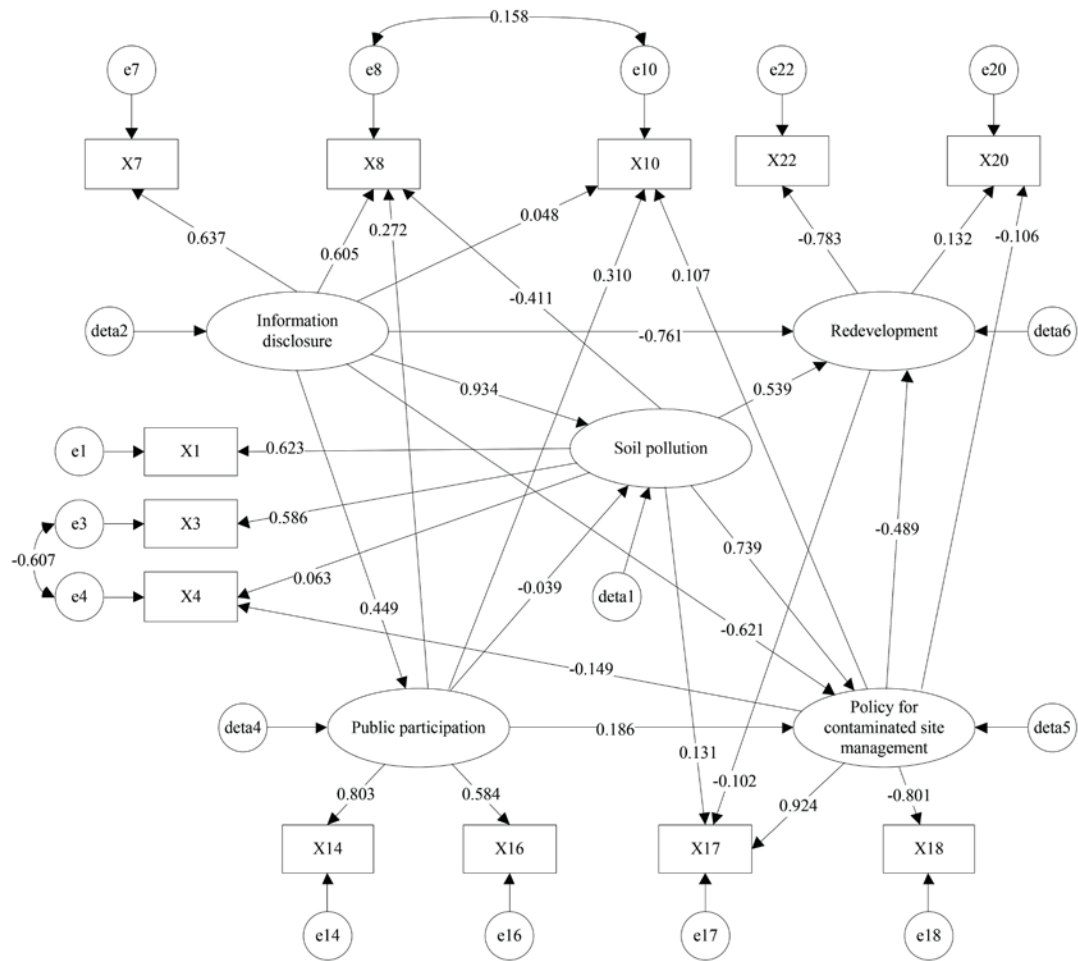 0.158
e7
e8
e10
e22
e20
X7
X8
X10
X22
X20
0.637
0.605
0.272
0.048
0.310
0.107
-0.783
0.132
-0.106
-0.411
deta2
Information
disclosure
-0.761
Redevelopment
deta6
0.934
0.539
e1
X1
0.623
Soil pollution
e3
X3
0.586
-0.607
e4
X4
0.063
0.449
-0.039
deta1
0.739
-0.489
-0.621
-0.149
deta4
Public participation
0.186
Policy for
contaminated site
management
deta5
0.131
-0.102
0.803
0.584
0.924
-0.801
X14
X16
X17
X18
e14
e16
e17
e18